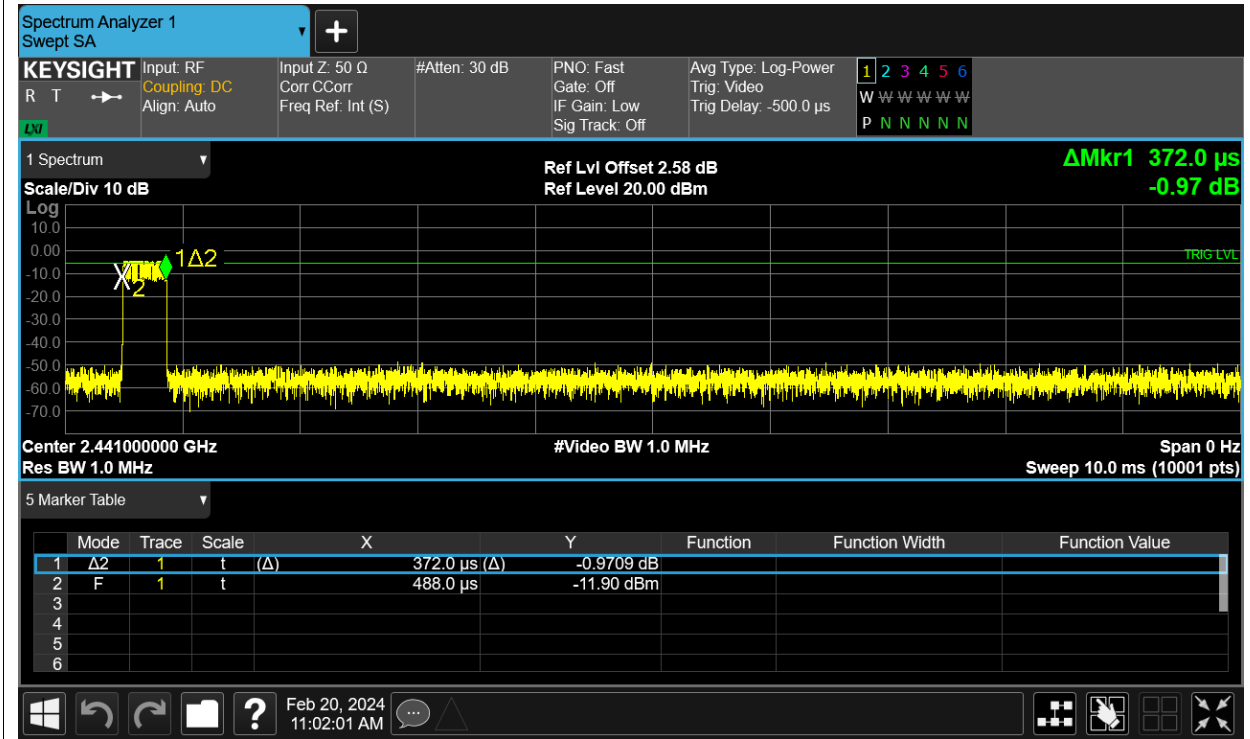 Spectrum Analyzer 1
Swept SA
+
KEYSIGHT Input: RF Input Z: 50 Ω #Atten: 30 dB PNO: Fast Avg Type: Log-Power 1 2 3 4 5 6
R T Coupling: DC Corr CCorr Gate: Off Trig: Video W W W W W W
Align: Auto Freq Ref: Int (S) IF Gain: Low Trig Delay: -500.0 µs P N N N N N
LXI Sig Track: Off
1 Spectrum Ref Lvl Offset 2.58 dB ΔMkr1 372.0 µs
Scale/Div 10 dB Ref Level 20.00 dBm -0.97 dB
Log
10.0
0.00
1Δ2
TRIG LVL
-10.0
X2
-20.0
-30.0
-40.0
-50.0
-60.0
-70.0
Center 2.441000000 GHz #Video BW 1.0 MHz Span 0 Hz
Res BW 1.0 MHz Sweep 10.0 ms (10001 pts)
5 Marker Table
Mode Trace Scale X Y Function Function Width Function Value
1 Δ2 1 t (Δ) 372.0 µs (Δ) -0.9709 dB
2 F 1 t 488.0 µs -11.90 dBm
3
4
5
6
? Feb 20, 2024
11:02:01 AM